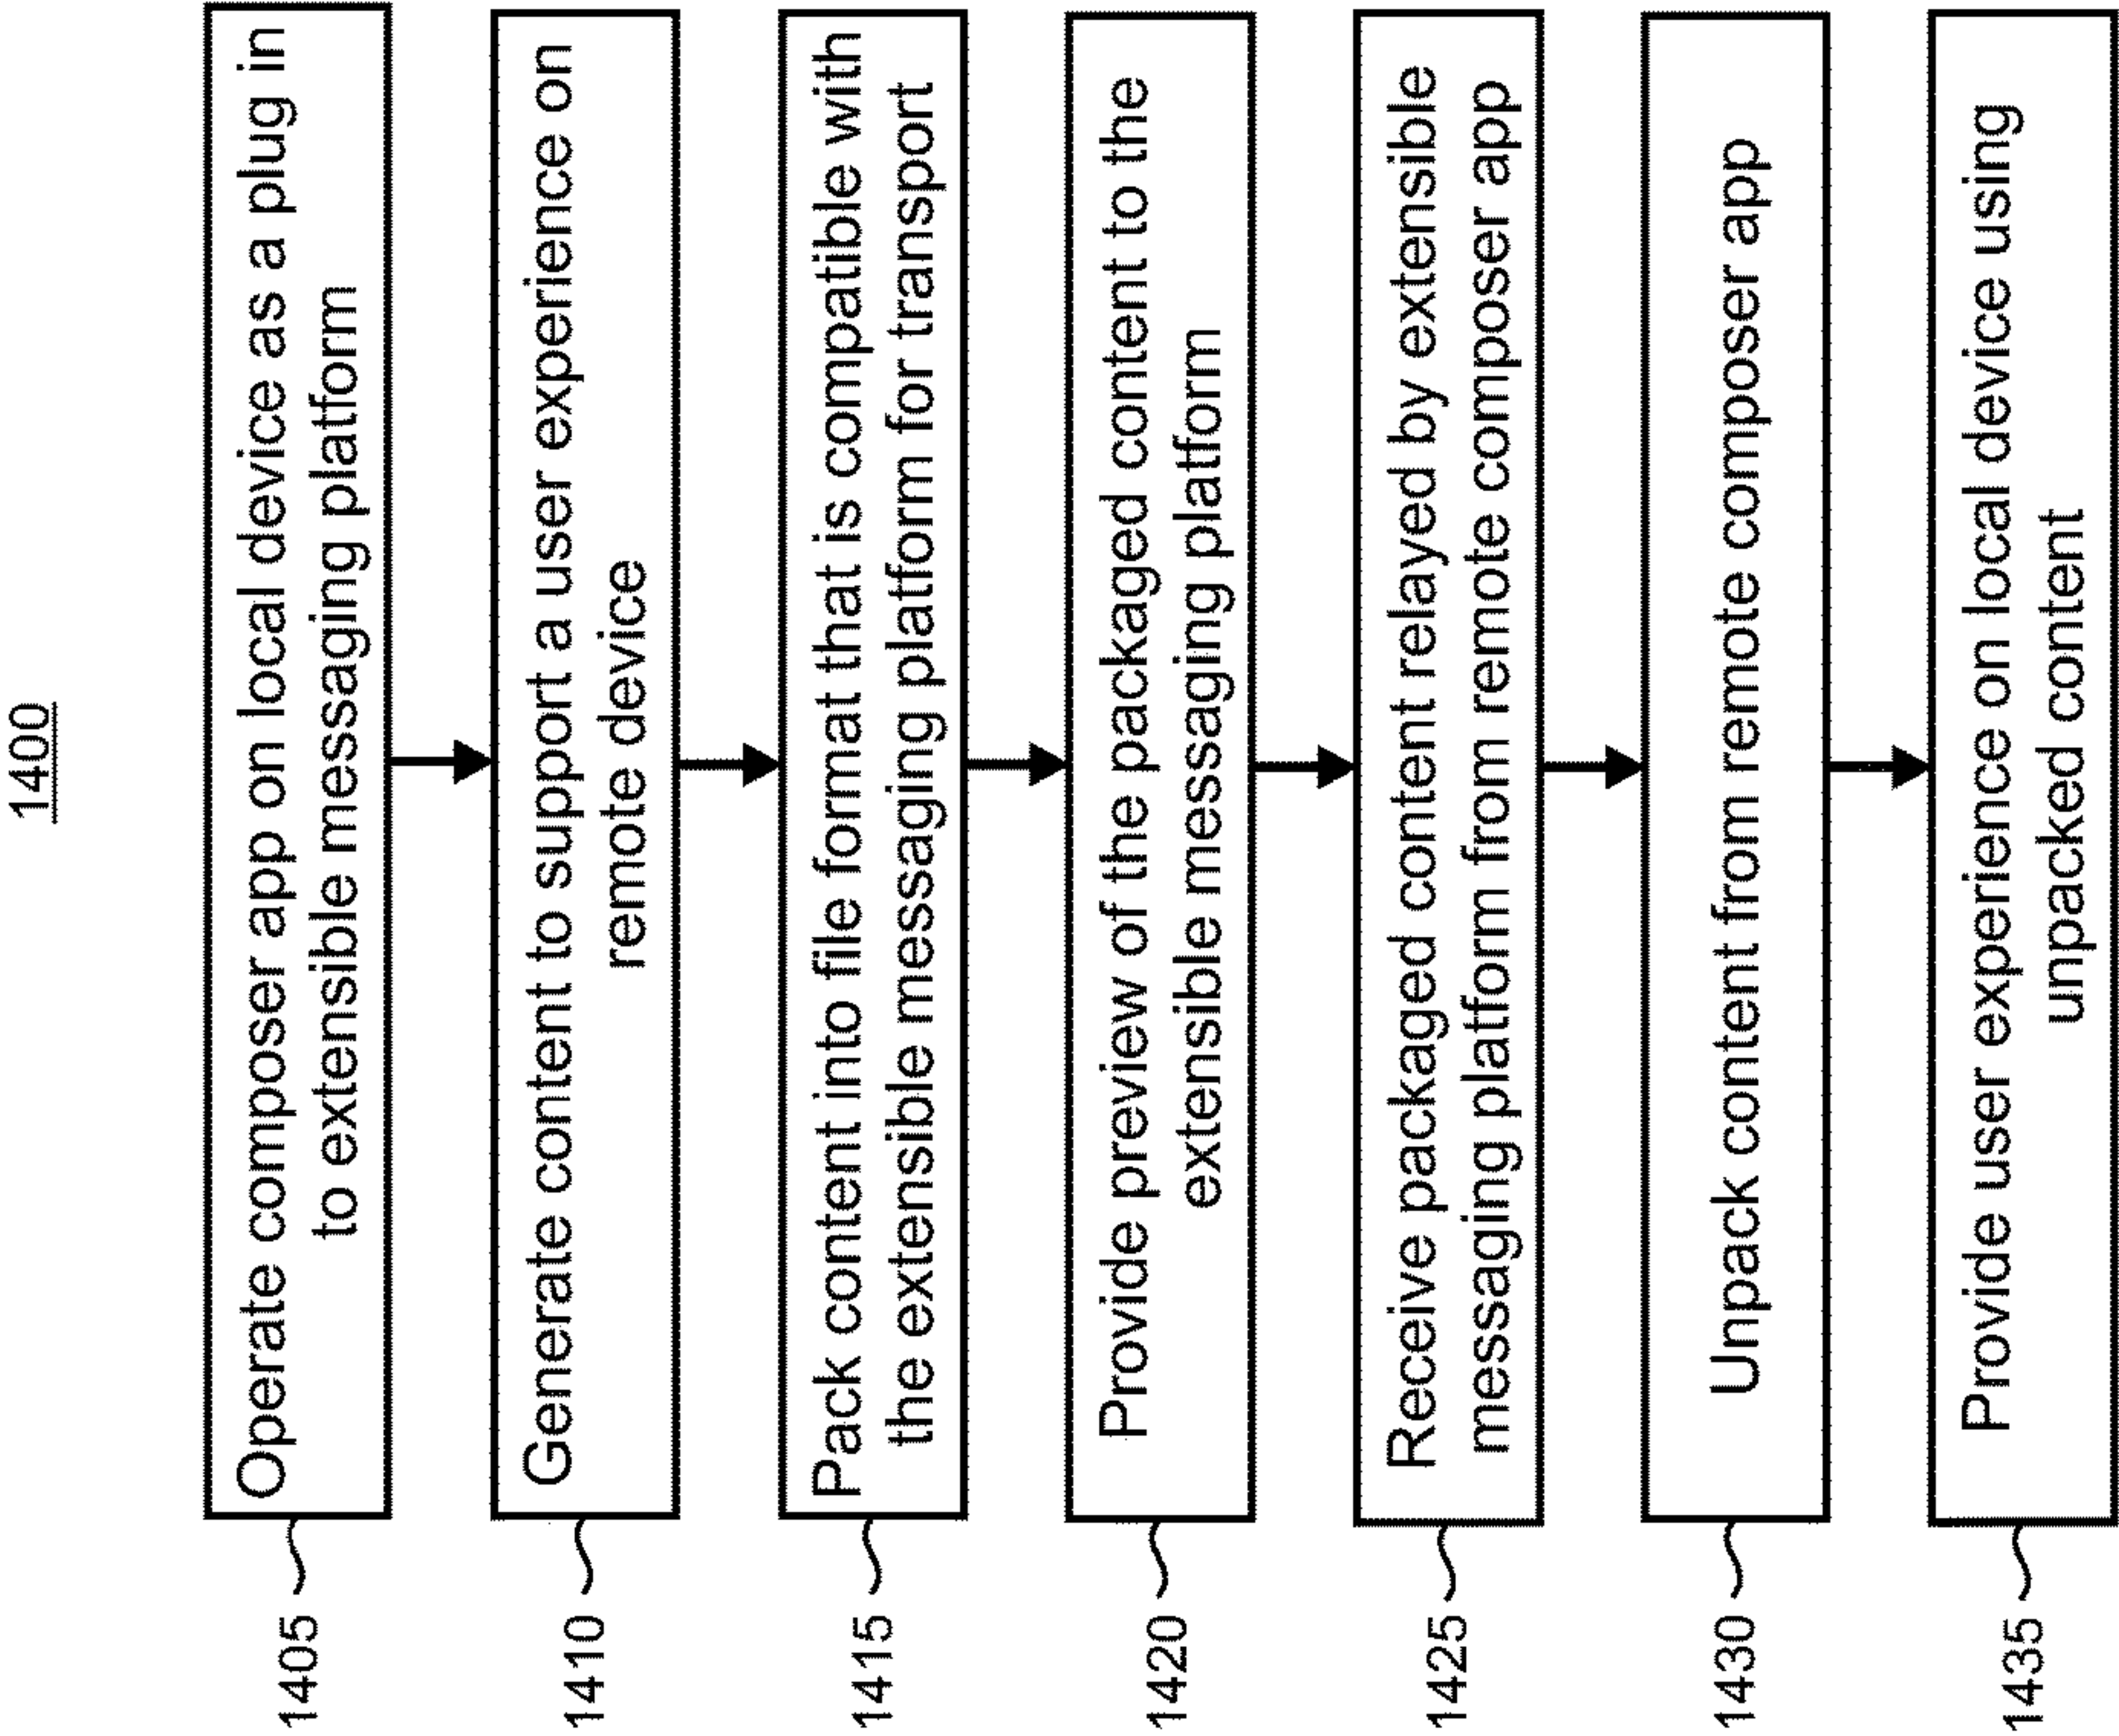 1400
1405
Operate composer app on local device as a plug in
to extensible messaging platform
1410
Generate content to support a user experience on
remote device
1415
Pack content into file format that is compatible with
the extensible messaging platform for transport
1420
Provide preview of the packaged content to the
extensible messaging platform
1425
Receive packaged content relayed by extensible
messaging platform from remote composer app
1430
Unpack content from remote composer app
1435
Provide user experience on local device using
unpacked content